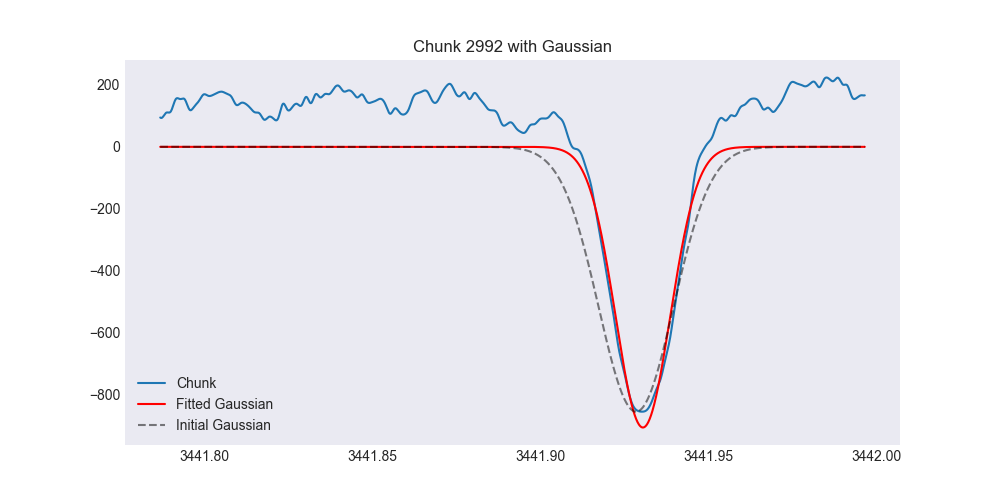 Chunk 2992 with Gaussian
200
0
−200
−400
−600
−800
Chunk
Fitted Gaussian
Initial Gaussian
3441.80 3441.85 3441.90 3441.95 3442.00